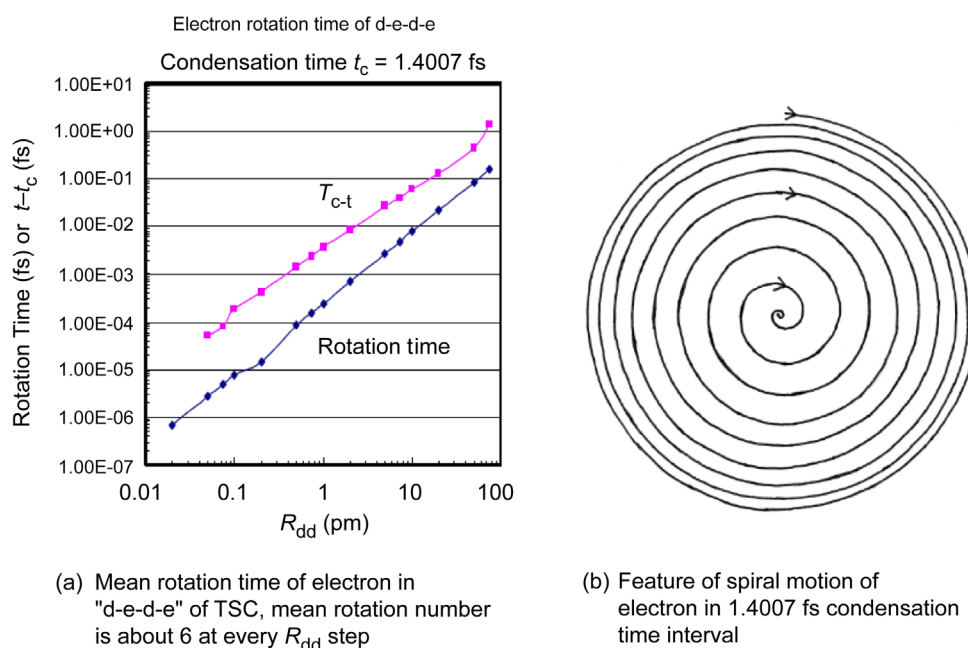 Electron rotation time of d-e-d-e
Condensation time tc = 1.4007 fs
1.00E+01
1.00E+00
1.00E-01
1.00E-02
1.00E-03
1.00E-04
1.00E-05
1.00E-06
1.00E-07
Rotation Time (fs) or t–tc (fs)
Tc-t
Rotation time
0.01 0.1 1 10 100
Rdd (pm)
(a) Mean rotation time of electron in
"d-e-d-e" of TSC, mean rotation number
is about 6 at every Rdd step
(b) Feature of spiral motion of
electron in 1.4007 fs condensation
time interval